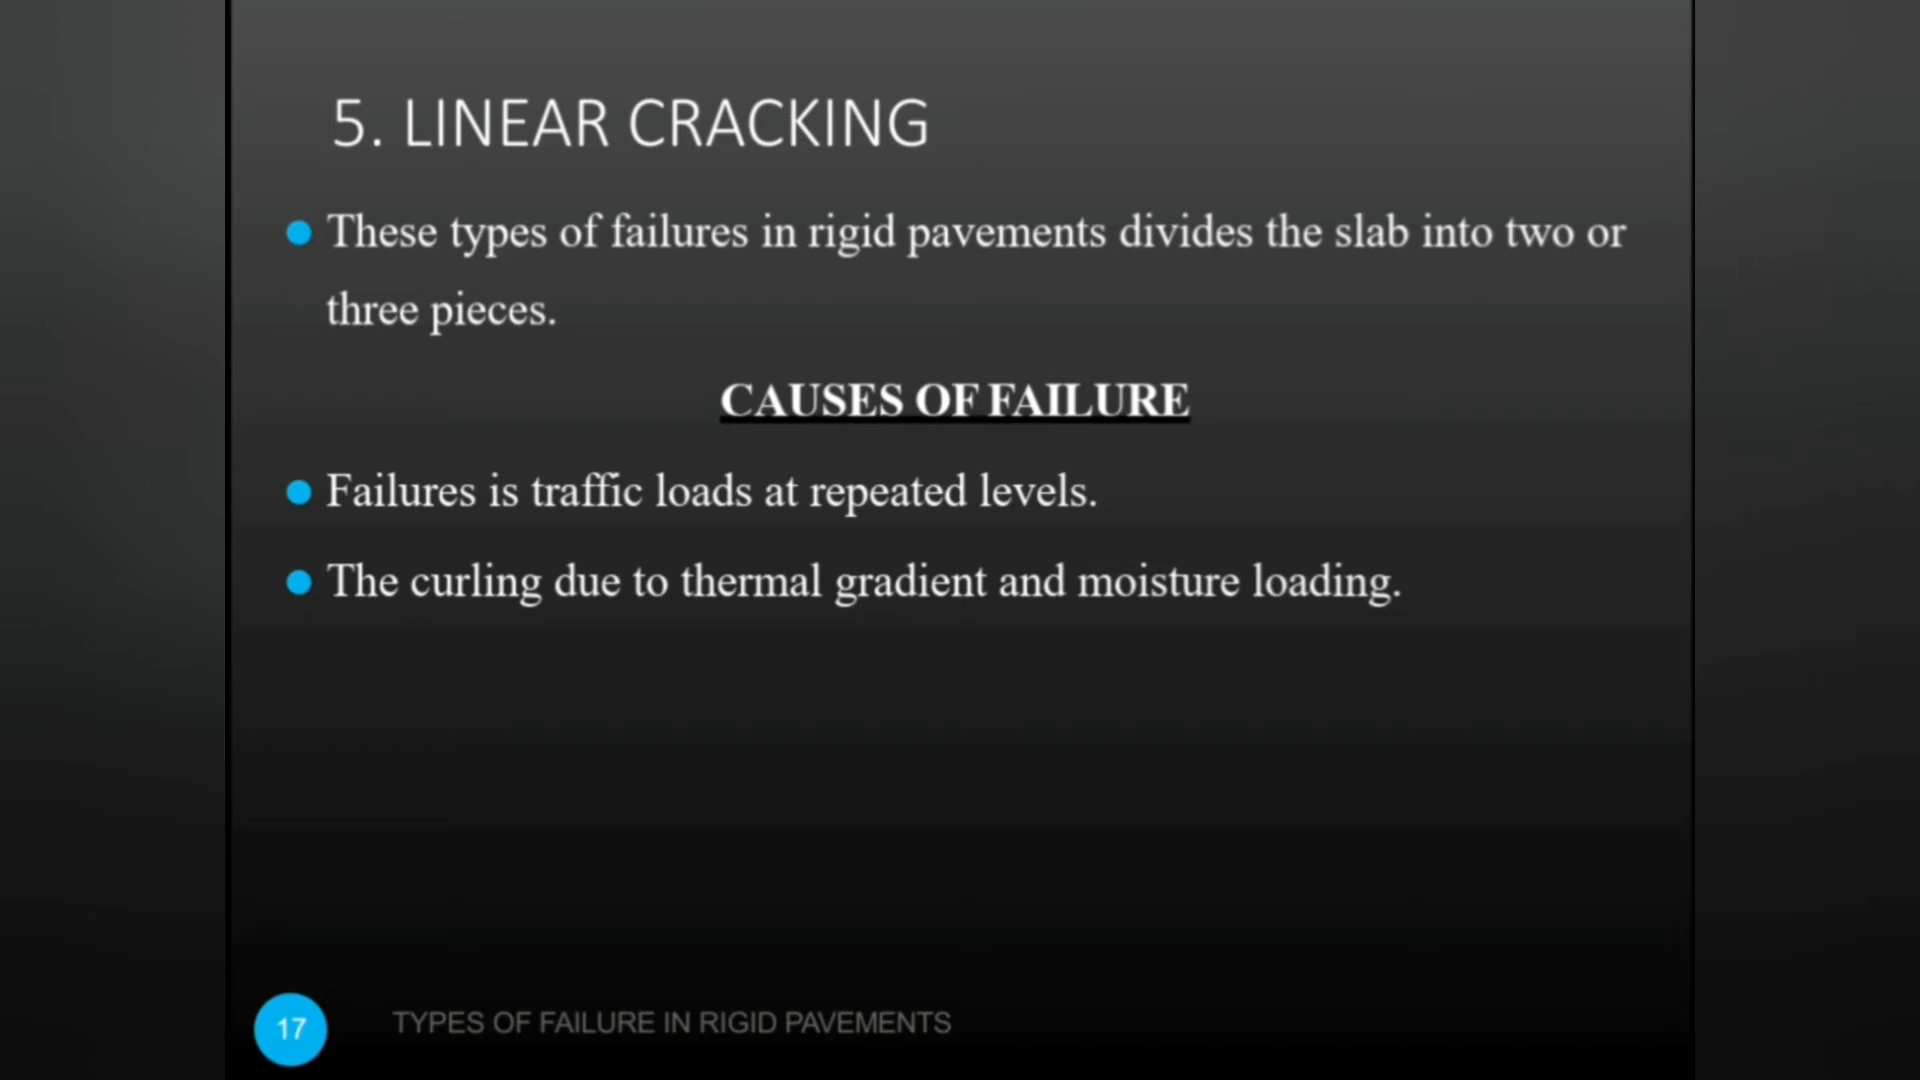 5. LINEAR CRACKING
These types of failures in rigid pavements divides the slab into two or
three pieces.
CAUSES OF FAILURE
Failures is traffic loads at repeated levels.
The curling due to thermal gradient and moisture loading.
17
TYPES OF FAILURE IN RIGID PAVEMENTS